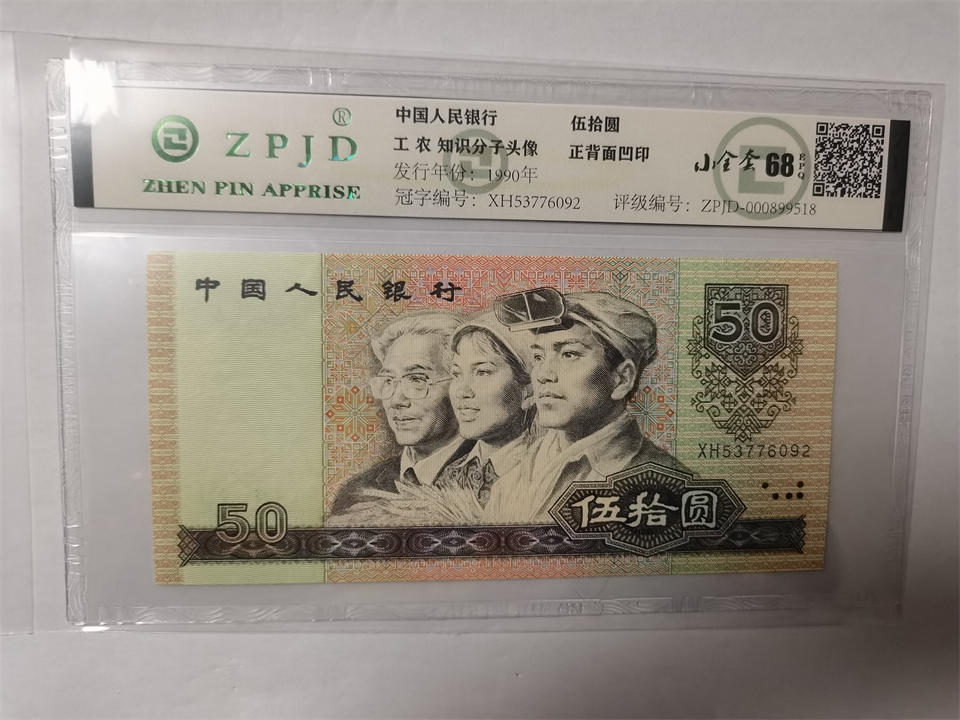 ZPJD®
ZHEN PIN APPRISE
中国人民银行 伍拾圆
工 农 知识分子头像 正背面凹印
发行年份：1990年
冠字编号：XH53776092 评级编号：ZPJD-000899518
小全套 68 EPQ
中国人民银行
50
XH53776092
50
伍拾圆